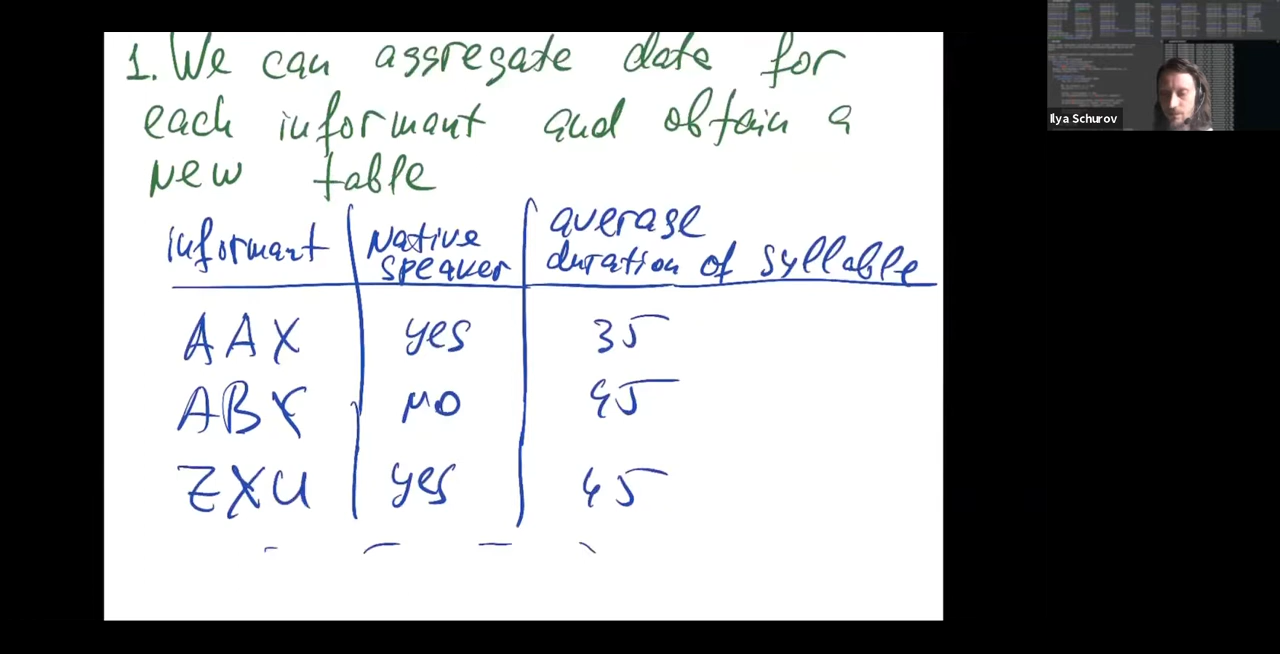 1. We can aggregate data for
each informant and obtain a
new table
informant | Native speaker | average duration of syllable
AAX | yes | 35
ABY | no | 45
ZXU | yes | 45
Ilya Schurov